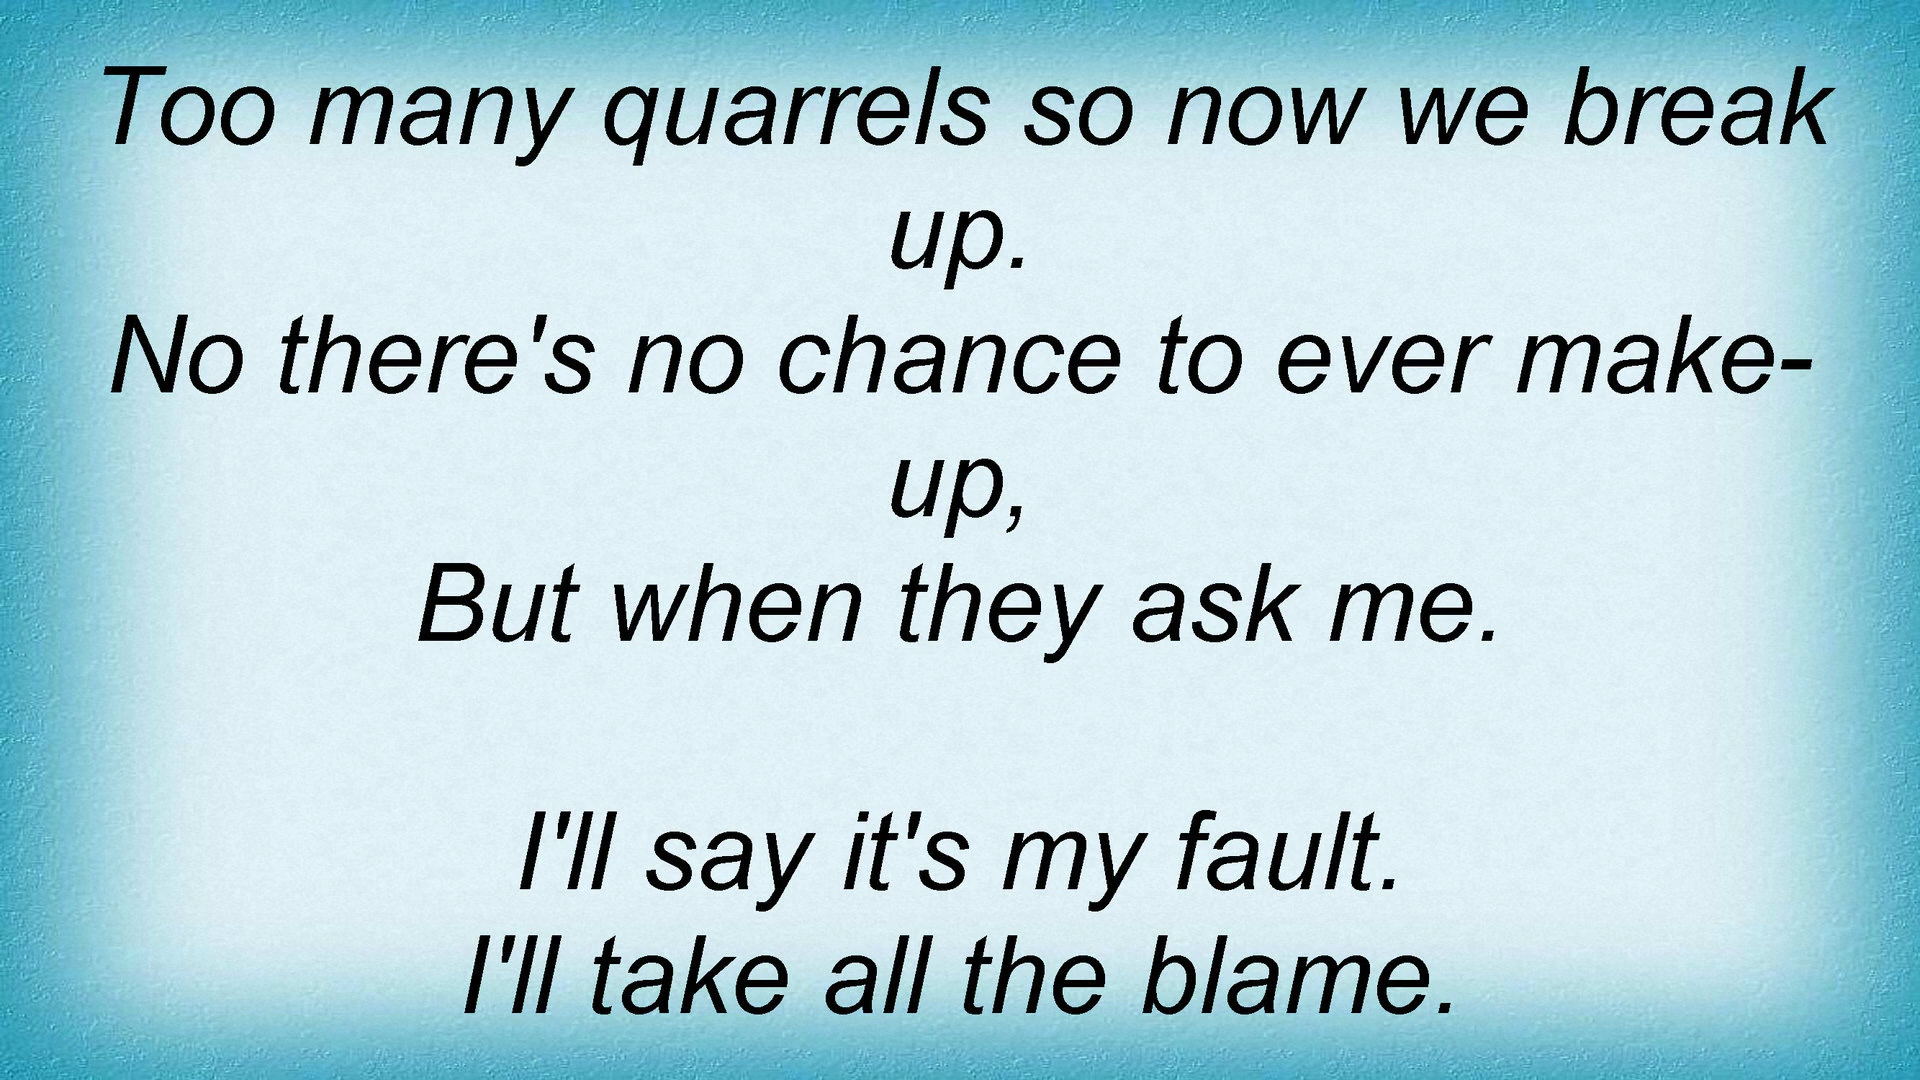 Too many quarrels so now we break
up.
No there's no chance to ever make-
up,
But when they ask me.
I'll say it's my fault.
I'll take all the blame.